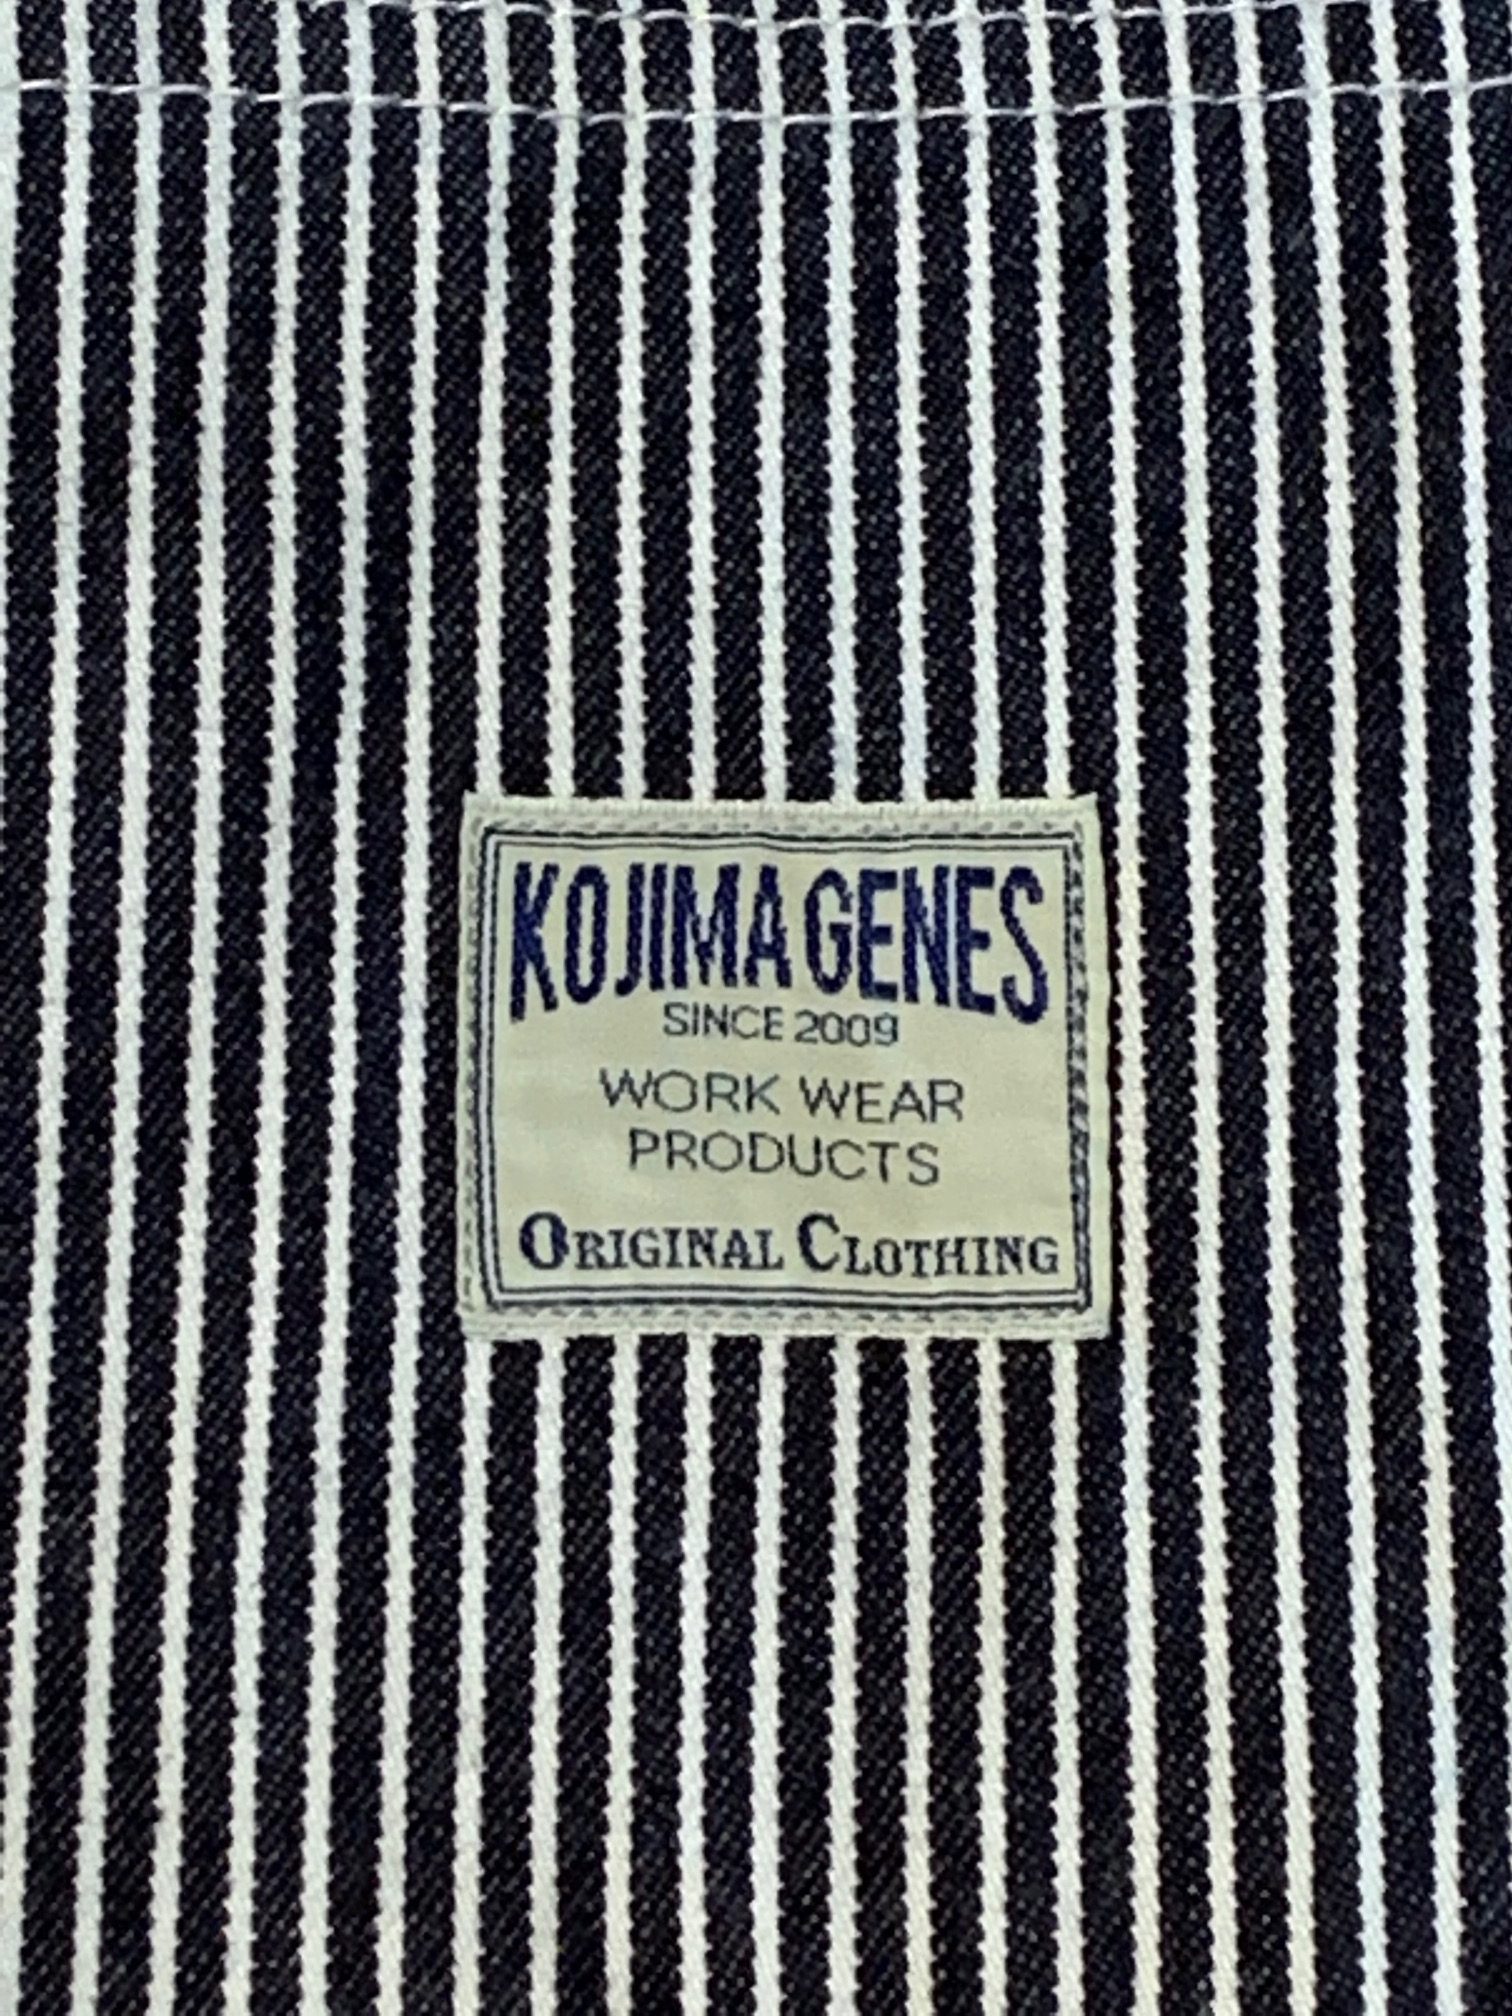 KOJIMA GENES
SINCE 2009
WORK WEAR
PRODUCTS
ORIGINAL CLOTHING